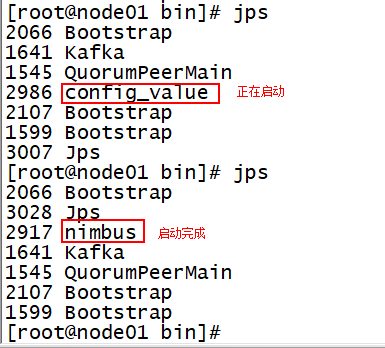 [root@node01 bin]# jps
2066 Bootstrap
1641 Kafka
1545 QuorumPeerMain
2986 config_value 正在启动
2107 Bootstrap
1599 Bootstrap
3007 Jps
[root@node01 bin]# jps
2066 Bootstrap
3028 Jps
2917 nimbus 启动完成
1641 Kafka
1545 QuorumPeerMain
2107 Bootstrap
1599 Bootstrap
[root@node01 bin]#